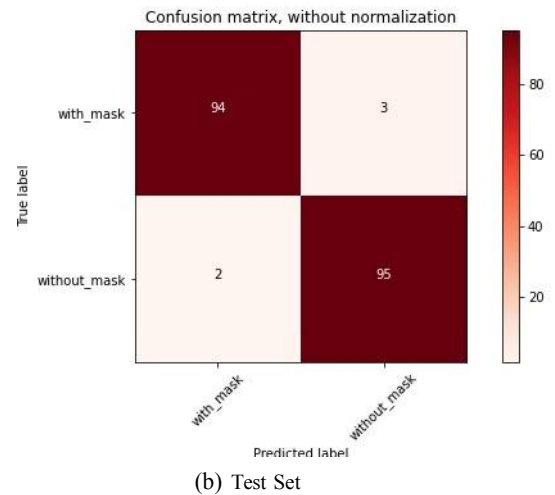 Confusion matrix, without normalization
with_mask
94
3
80
60
True label
without_mask
2
95
40
20
with_mask
without_mask
Predicted label
(b) Test Set